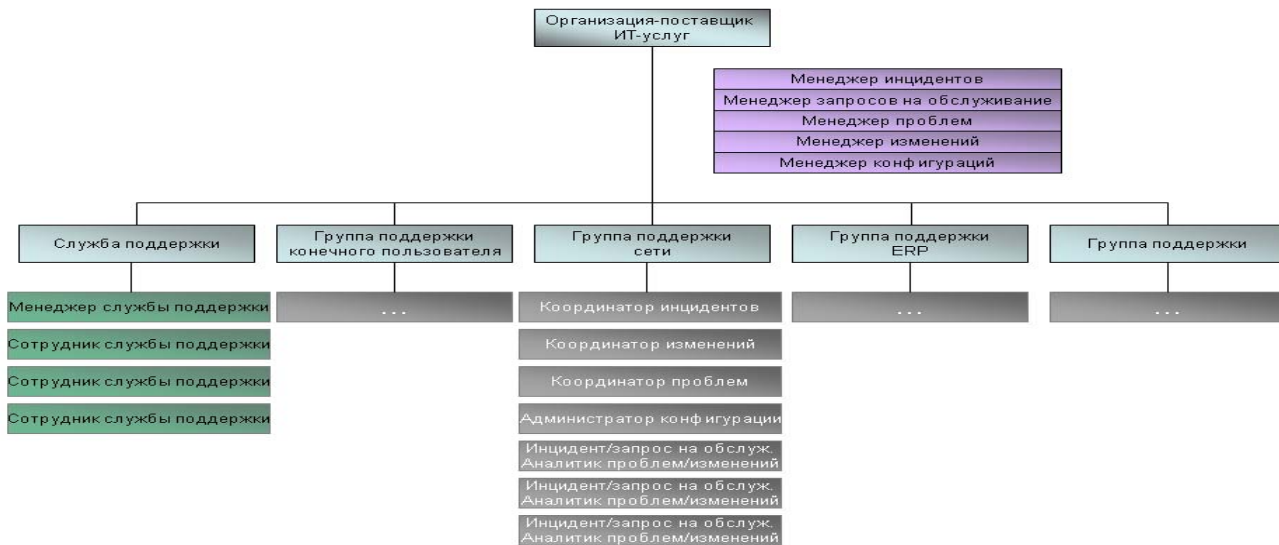 Организация-поставщик
ИТ-услуг
Менеджер инцидентов
Менеджер запросов на обслуживание
Менеджер проблем
Менеджер изменений
Менеджер конфигураций
Служба поддержки
Группа поддержки
конечного пользователя
Группа поддержки
сети
Группа поддержки
ERP
Группа поддержки
Менеджер службы поддержки
Сотрудник службы поддержки
Сотрудник службы поддержки
Сотрудник службы поддержки
...
Координатор инцидентов
Координатор изменений
Координатор проблем
Администратор конфигурации
Инцидент/запрос на обслуж.
Аналитик проблем/изменений
Инцидент/запрос на обслуж.
Аналитик проблем/изменений
Инцидент/запрос на обслуж.
Аналитик проблем/изменений
...
...